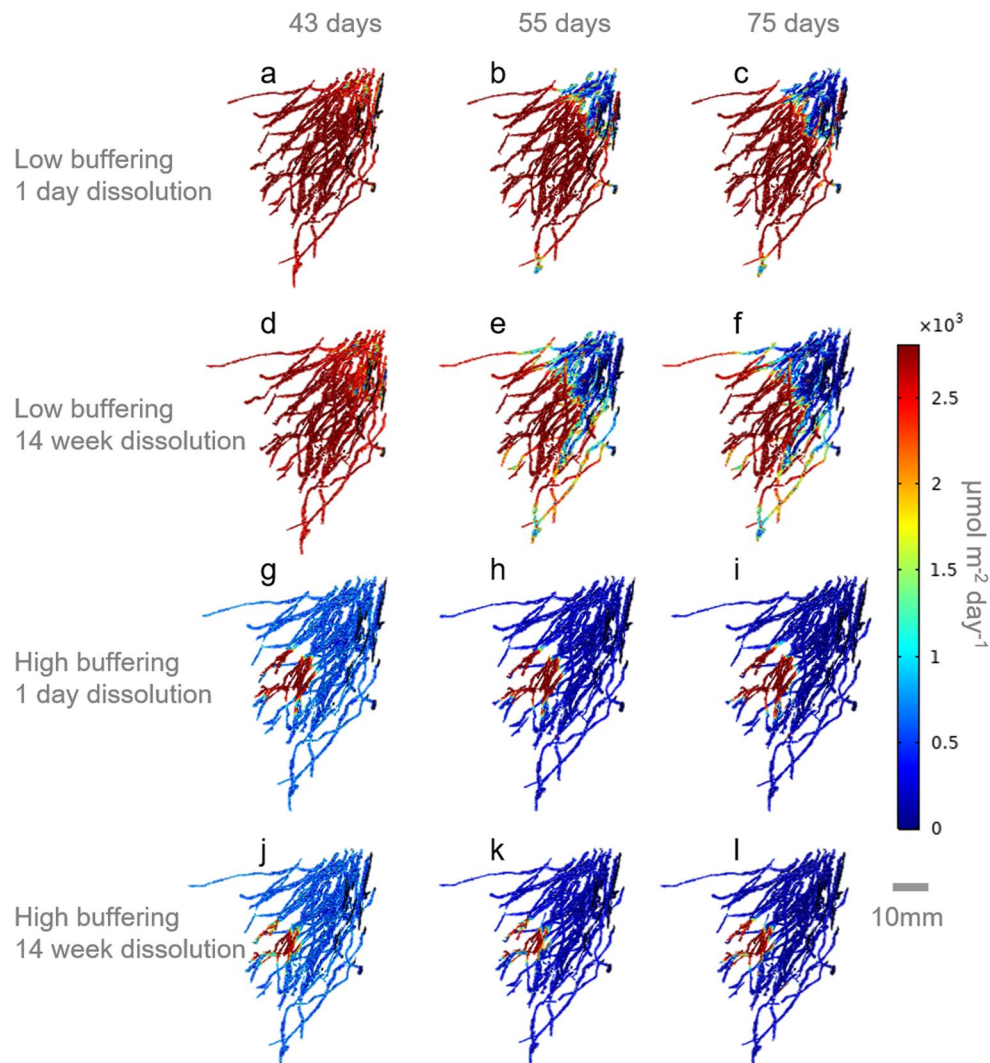 43 days
55 days
75 days
a
b
c
Low buffering
1 day dissolution
d
e
f
×10³
Low buffering
14 week dissolution
2.5
2
1.5
1
0.5
0
µmol m⁻² day⁻¹
g
h
i
High buffering
1 day dissolution
j
k
l
High buffering
14 week dissolution
10mm